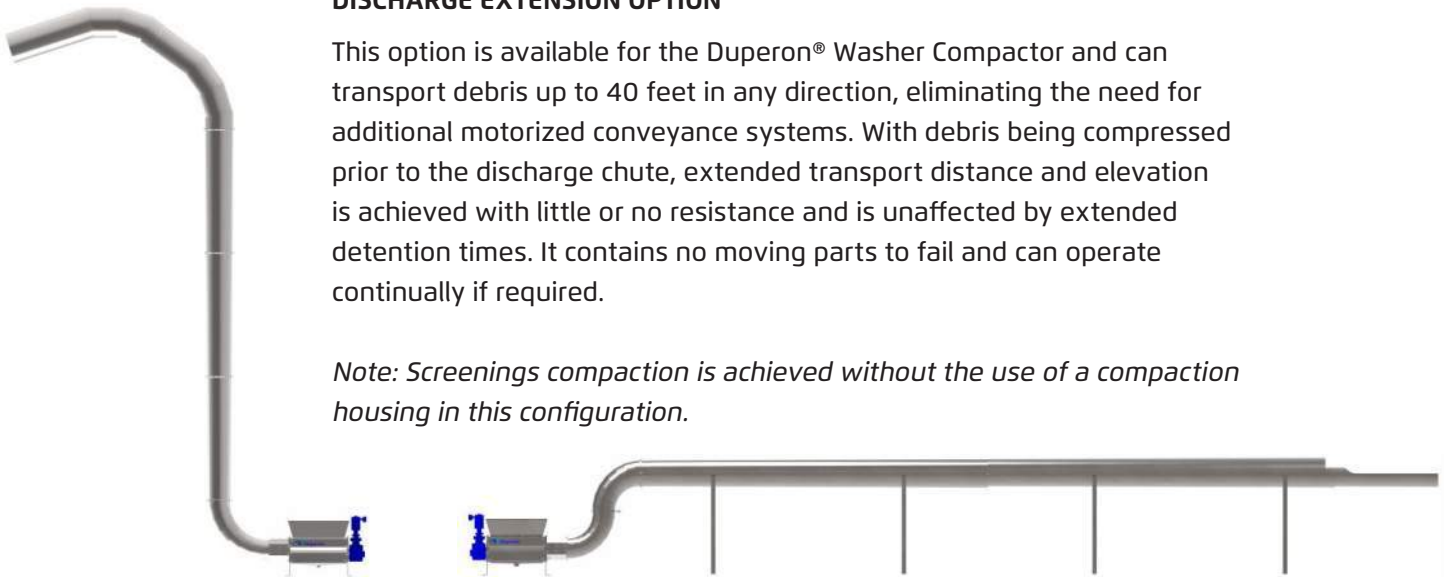 DISCHARGE EXTENSION OPTION
This option is available for the Duperon® Washer Compactor and can
transport debris up to 40 feet in any direction, eliminating the need for
additional motorized conveyance systems. With debris being compressed
prior to the discharge chute, extended transport distance and elevation
is achieved with little or no resistance and is unaffected by extended
detention times. It contains no moving parts to fail and can operate
continually if required.
Note: Screenings compaction is achieved without the use of a compaction
housing in this configuration.